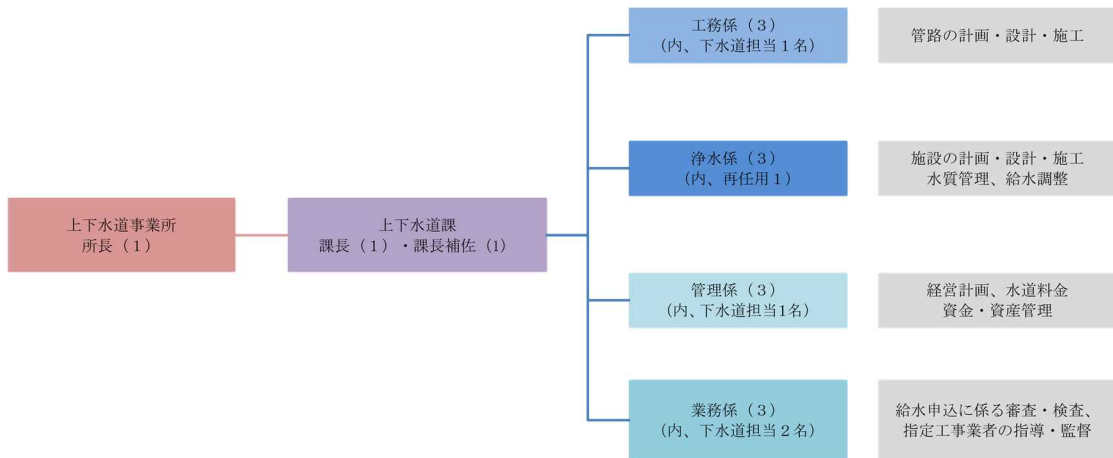 工務係（３）
（内、下水道担当１名）
管路の計画・設計・施工
浄水係（３）
（内、再任用１）
施設の計画・設計・施工
水質管理、給水調整
上下水道事業所
所長（１）
上下水道課
課長（１）・課長補佐（1）
管理係（３）
（内、下水道担当1名）
経営計画、水道料金
資金・資産管理
業務係（３）
（内、下水道担当２名）
給水申込に係る審査・検査、
指定工事業者の指導・監督